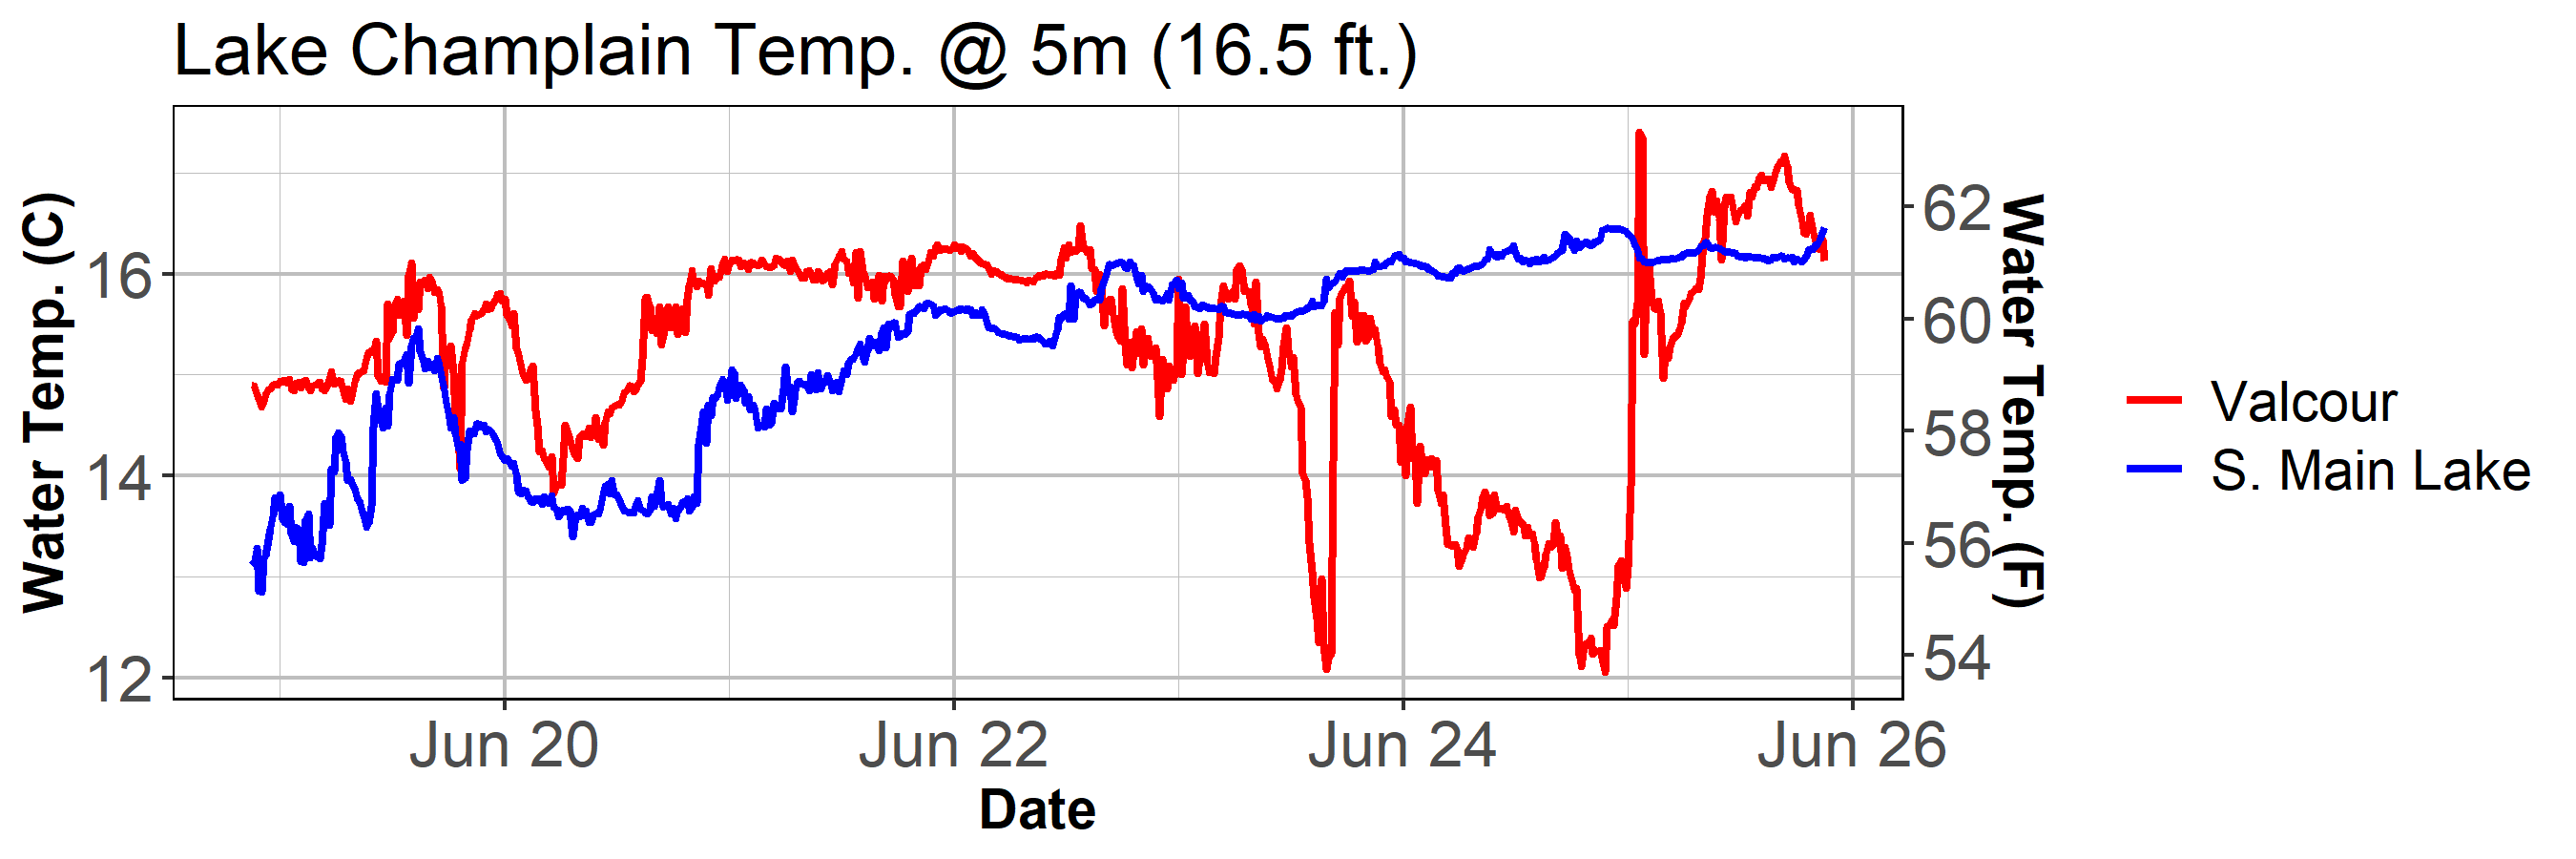 Lake Champlain Temp. @ 5m (16.5 ft.)
Water Temp. (C)
16
14
12
62
60
58
56
54
Water Temp. (F)
Jun 20
Jun 22
Jun 24
Jun 26
Date
Valcour
S. Main Lake